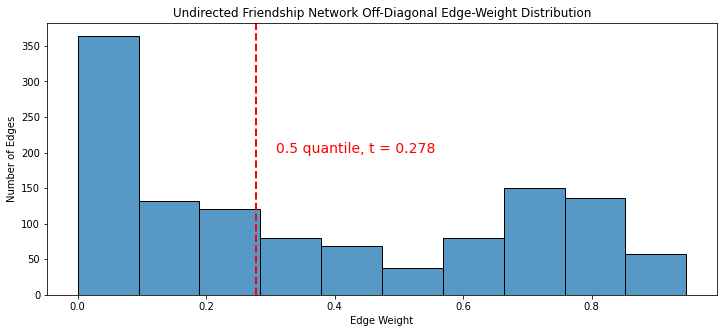 Undirected Friendship Network Off-Diagonal Edge-Weight Distribution
350
300
250
200
150
100
50
0
Number of Edges
0.5 quantile, t = 0.278
0.0 0.2 0.4 0.6 0.8
Edge Weight